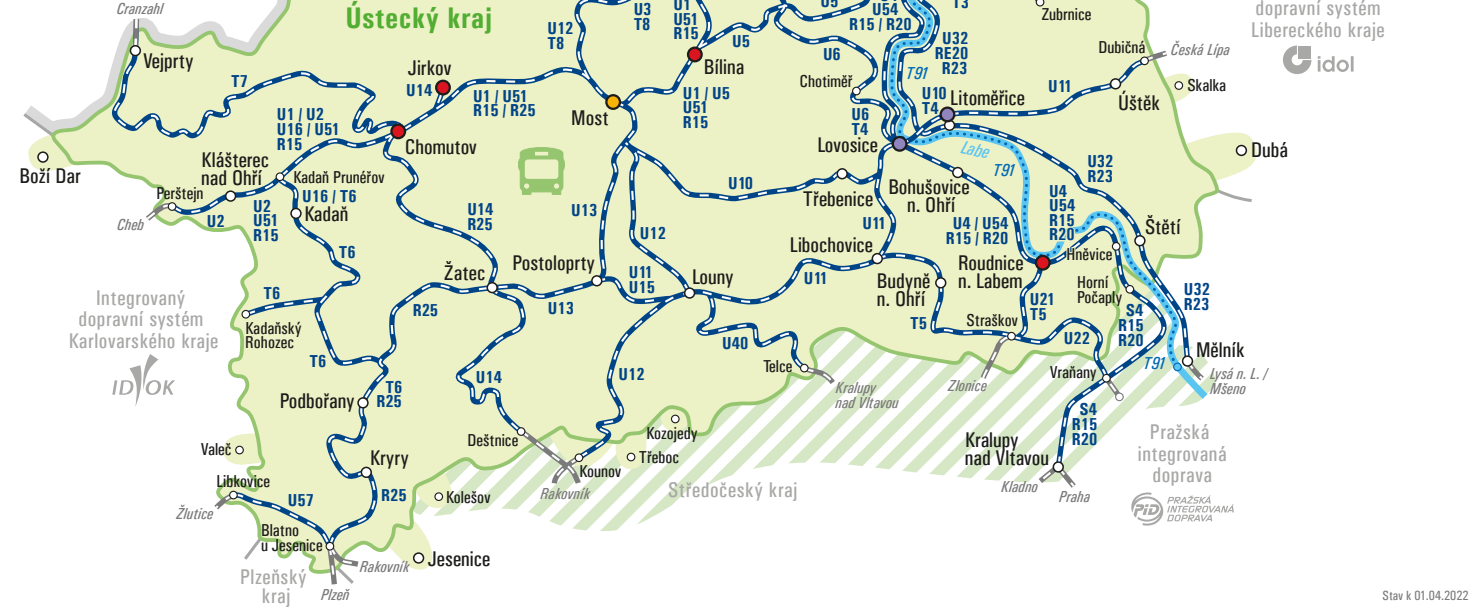 Cranzahl
Ústecký kraj
U12
T8
U3
T8
U1
U51
R15
U5
U5
U54
R15 / R20
T3
Zubrnice
dopravní systém
Libereckého kraje
idol
Vejprty
T7
Jirkov
U14
U1 / U51
R15 / R25
Bílina
U1 / U5
U51
R15
Most
U6
Chotiměř
U6
T4
Lovosice
T91
U32
RE20
R23
U10
T4
Litoměřice
U11
Dubičná
Česká Lípa
Úštěk
Skalka
Dubá
Boží Dar
U1 / U2
U16 / U51
R15
Chomutov
Klášterec
nad Ohří
Kadaň Prunéřov
Perštejn
Cheb
U2
U2
U51
R15
U16 / T6
Kadaň
T6
T6
Kadaňský
Rohozec
T6
U14
R25
Žatec
R25
U13
Postoloprty
U13
U10
U12
U11
U15
Louny
Třebenice
U11
Libochovice
U11
Bohušovice
n. Ohří
Labe
T91
U4 / U54
R15 / R20
U4
U54
R15
R20
U32
R23
Štětí
Hněvice
Roudnice
n. Labem
Budyně
n. Ohří
T5
Straškov
U21
T5
Horní
Počaply
S4
R15
R20
U32
R23
U22
Vraňany
T91
Mělník
Lysá n. L. /
Mšeno
Zlonice
U40
Telce
Kralupy
nad Vltavou
U12
U14
Integrovaný
dopravní systém
Karlovarského kraje
IDOK
T6
R25
Podbořany
Valeč
Kryry
R25
Libkovice
Žlutice
U57
Blatno
u Jesenice
Plzeňský
kraj
Plzeň
Rakovník
Jesenice
Kolešov
Deštnice
Rakovník
Kounov
Třeboc
Kozojedy
Středočeský kraj
S4
R15
R20
Kralupy
nad Vltavou
Kladno
Praha
Pražská
integrovaná
doprava
PID
PRAŽSKÁ
INTEGROVANÁ
DOPRAVA
Stav k 01.04.2022